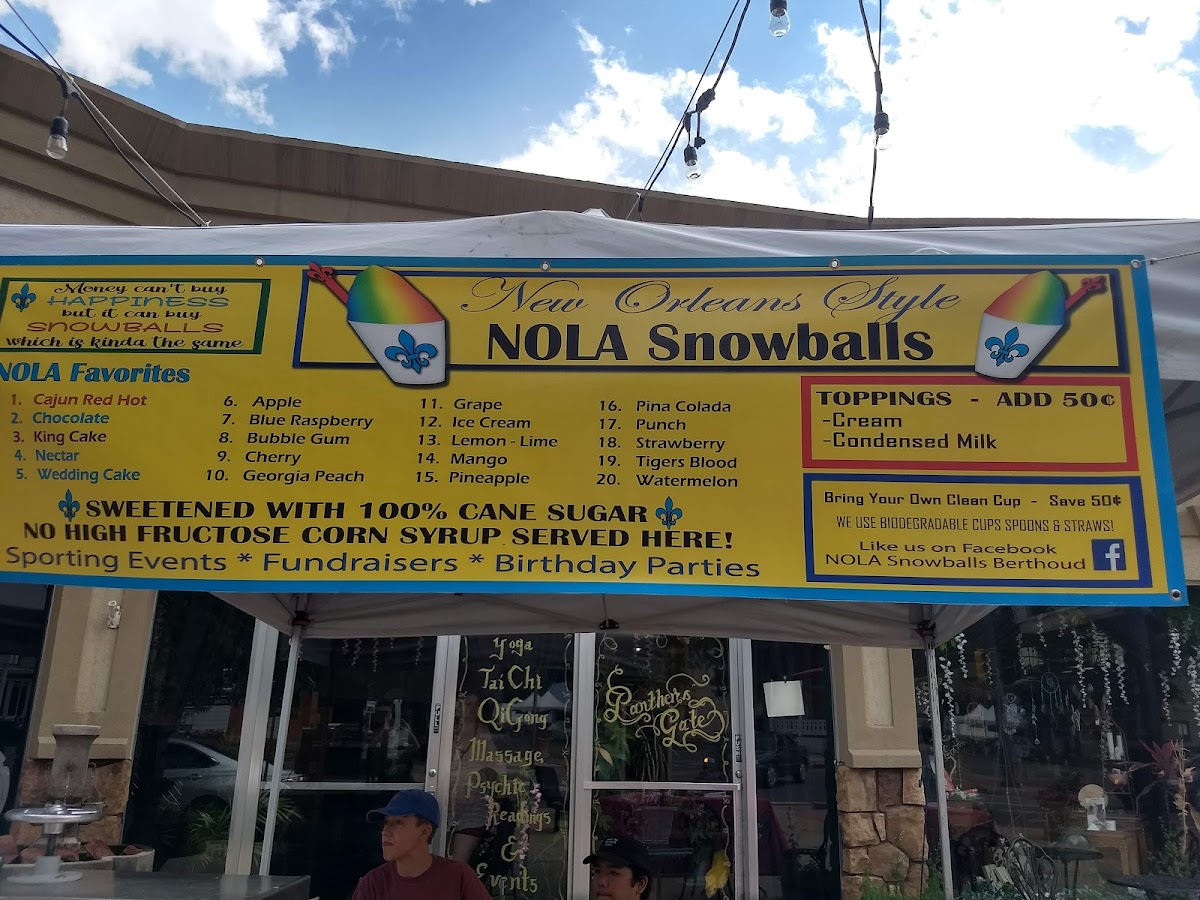 Money can't buy
HAPPINESS
but it can buy
SNOWBALLS
which is kinda the same
New Orleans Style
NOLA Snowballs
NOLA Favorites
1. Cajun Red Hot
2. Chocolate
3. King Cake
4. Nectar
5. Wedding Cake
6. Apple
7. Blue Raspberry
8. Bubble Gum
9. Cherry
10. Georgia Peach
11. Grape
12. Ice Cream
13. Lemon - Lime
14. Mango
15. Pineapple
16. Pina Colada
17. Punch
18. Strawberry
19. Tigers Blood
20. Watermelon
TOPPINGS - ADD 50¢
-Cream
-Condensed Milk
SWEETENED WITH 100% CANE SUGAR
NO HIGH FRUCTOSE CORN SYRUP SERVED HERE!
Sporting Events * Fundraisers * Birthday Parties
Bring Your Own Clean Cup - Save 50¢
WE USE BIODEGRADABLE CUPS SPOONS & STRAWS!
Like us on Facebook
NOLA Snowballs Berthoud
f
Yoga
Tai Chi
QiGong
Massage
Psychic
Readings
&
Events
Panthers
Gate